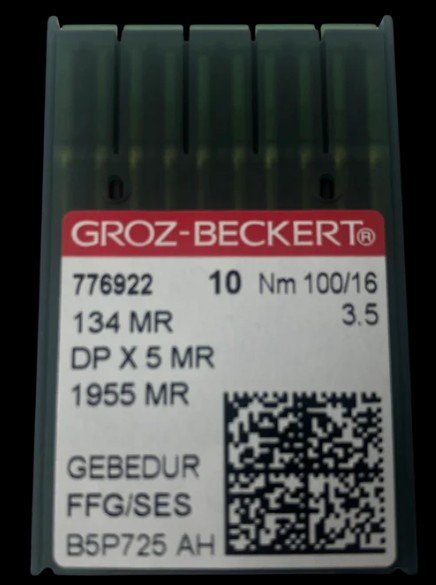 GROZ-BECKERT®
776922 10 Nm 100/16
134 MR 3.5
DP X 5 MR
1955 MR
GEBEDUR
FFG/SES
B5P725 AH